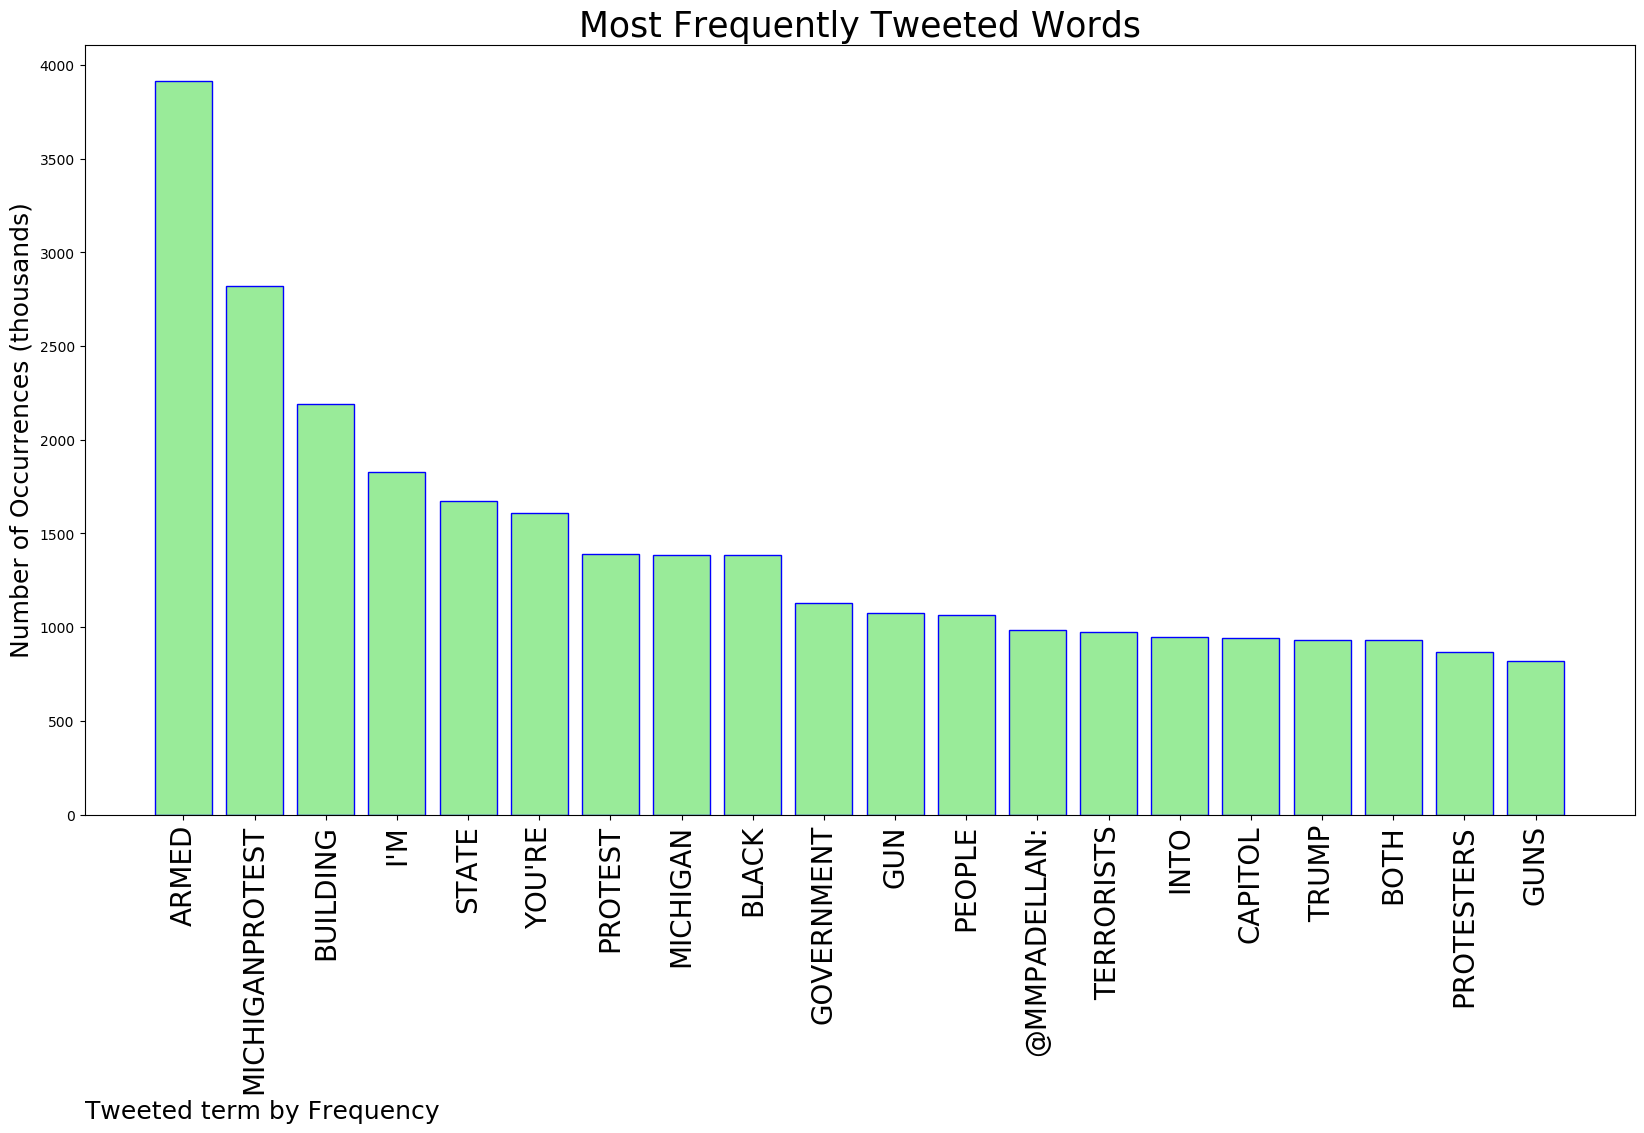 Most Frequently Tweeted Words
Number of Occurrences (thousands)
4000
3500
3000
2500
2000
1500
1000
500
0
ARMED
MICHIGANPROTEST
BUILDING
I'M
STATE
YOU'RE
PROTEST
MICHIGAN
BLACK
GOVERNMENT
GUN
PEOPLE
@MMPADELLAN:
TERRORISTS
INTO
CAPITOL
TRUMP
BOTH
PROTESTERS
GUNS
Tweeted term by Frequency